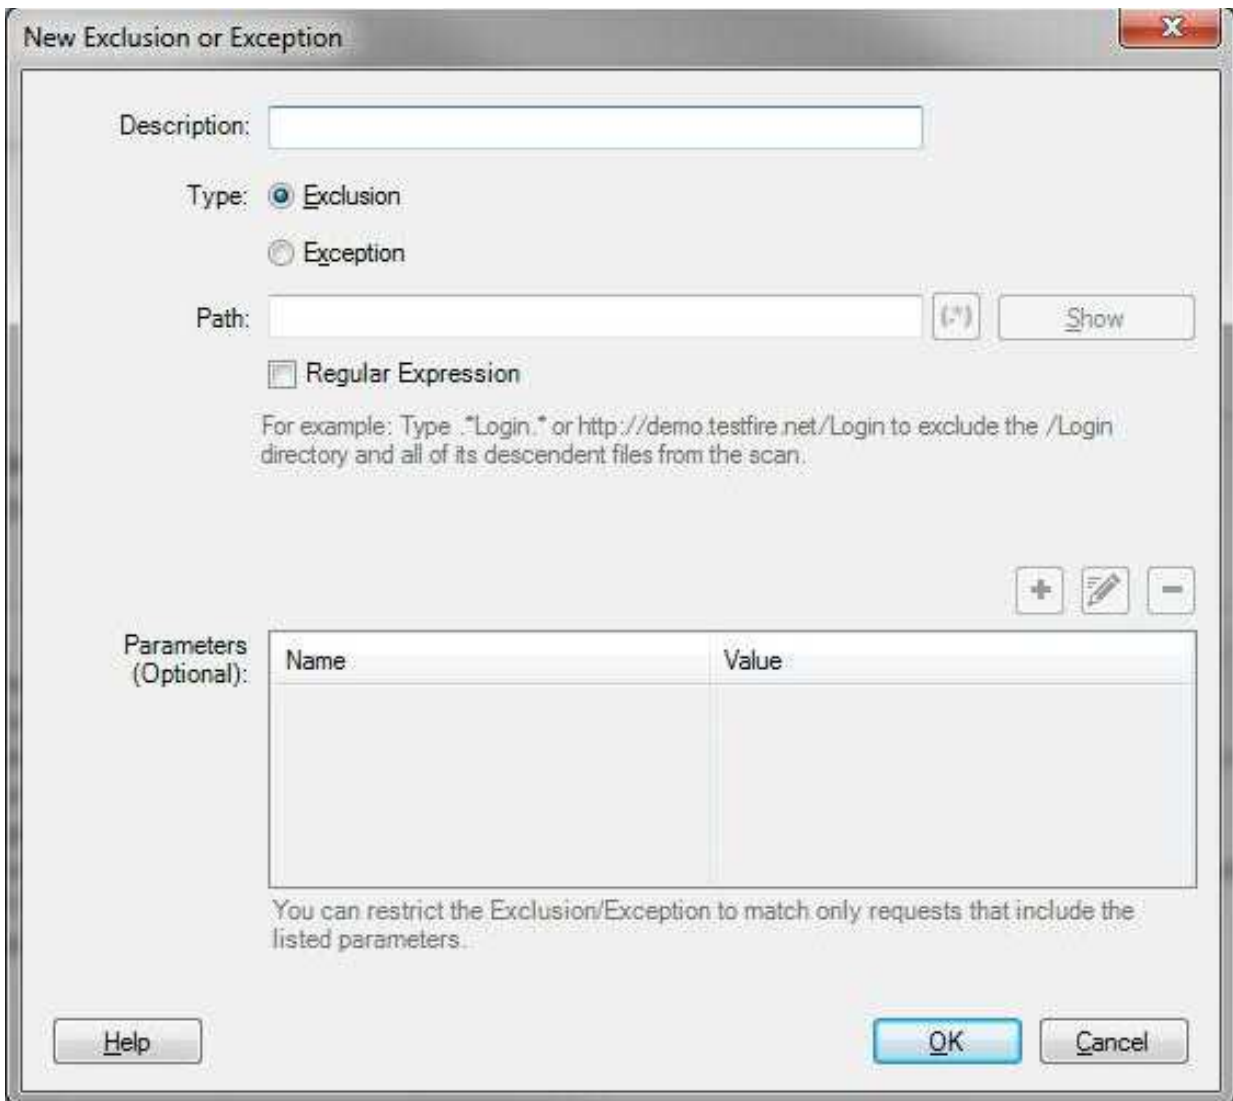 New Exclusion or Exception
X
Description:
Type:
Exclusion
Exception
Path:
(.*)
Show
Regular Expression
For example: Type .*Login.* or http://demo.testfire.net/Login to exclude the /Login
directory and all of its descendent files from the scan.
Parameters
(Optional):
Name
Value
You can restrict the Exclusion/Exception to match only requests that include the
listed parameters.
Help
OK
Cancel